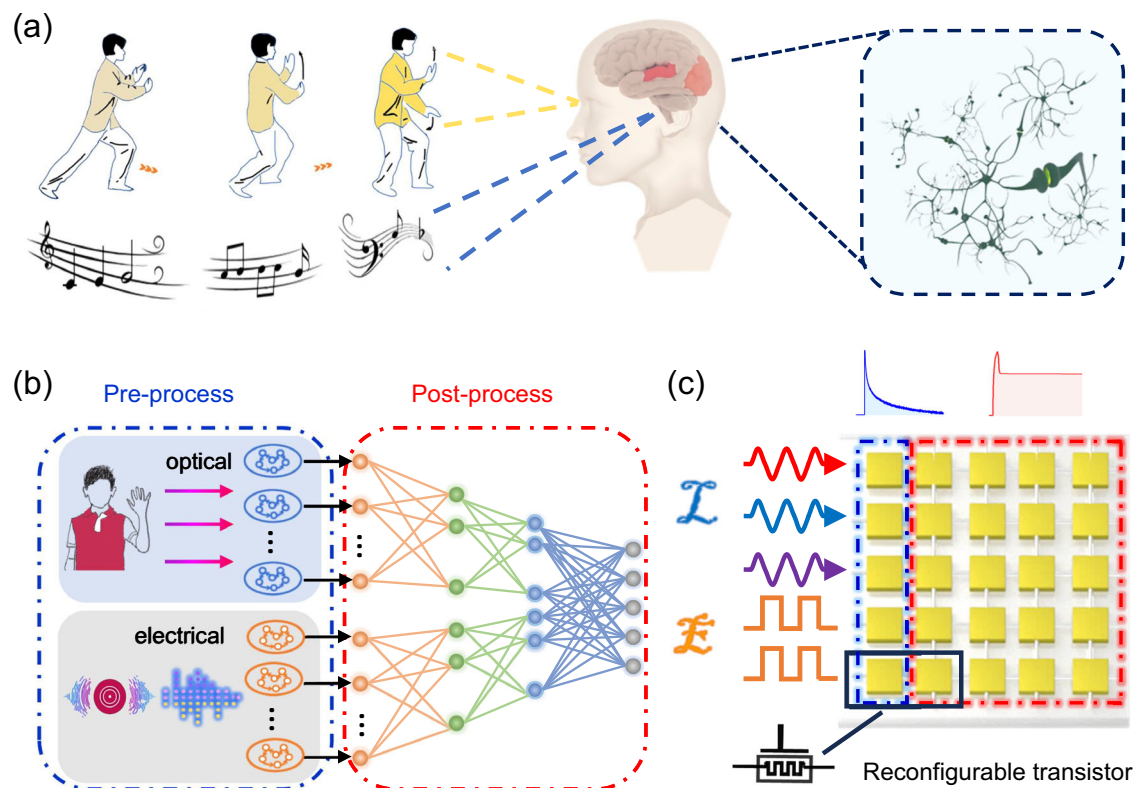 (a)
(b)
Pre-process
Post-process
optical
electrical
(c)
L
E
Reconfigurable transistor